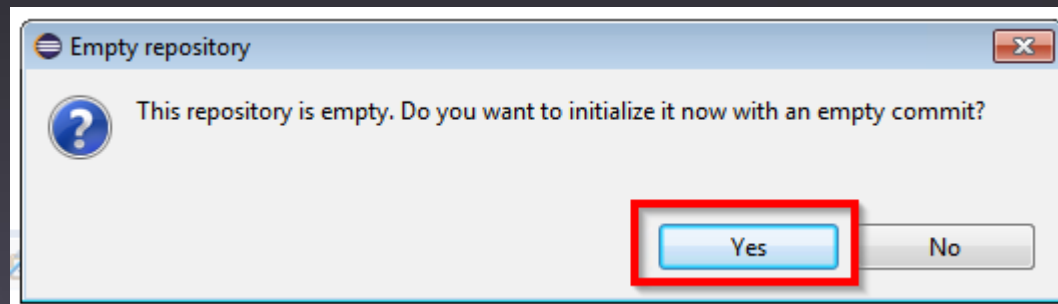 Empty repository
This repository is empty. Do you want to initialize it now with an empty commit?
Yes
No